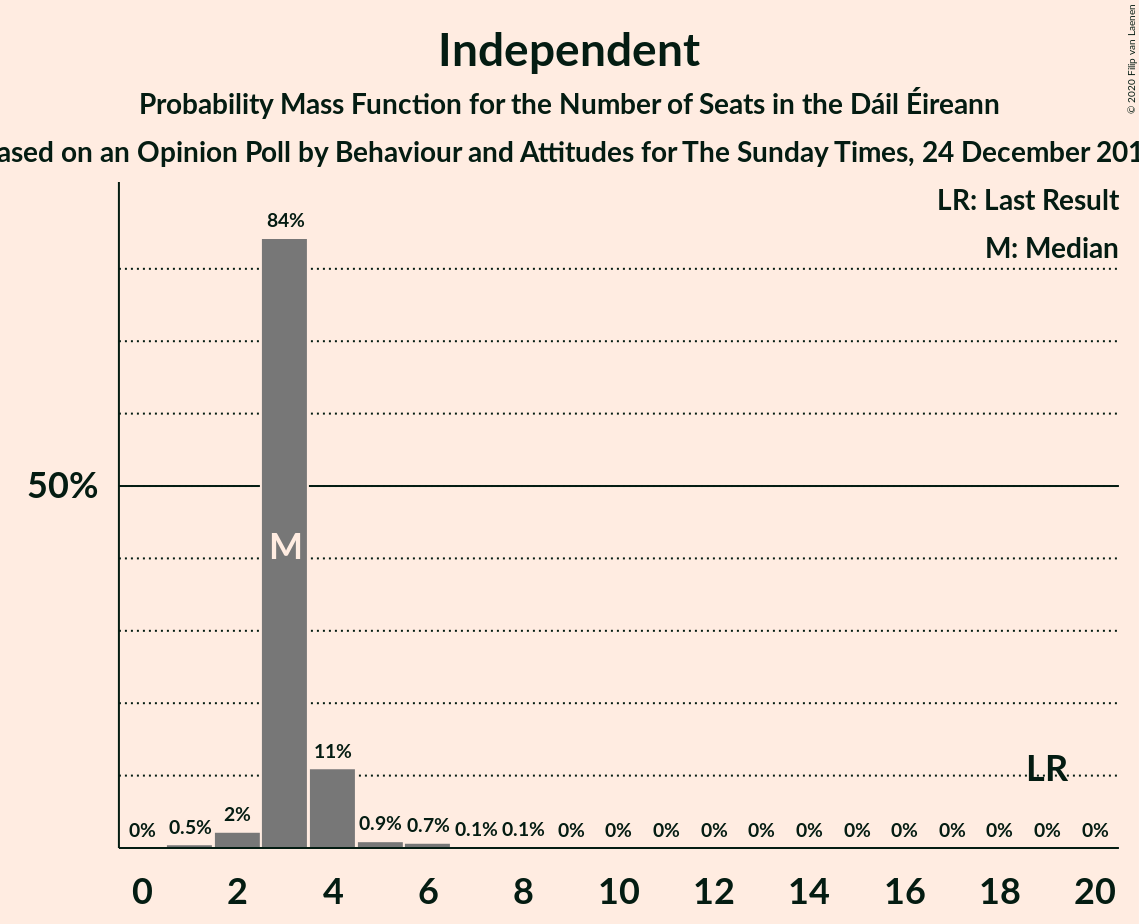 Independent
Probability Mass Function for the Number of Seats in the Dáil Éireann
ased on an Opinion Poll by Behaviour and Attitudes for The Sunday Times, 24 December 201
© 2020 Filip van Laenen
LR: Last Result
M: Median
84%
50%
M
11%
LR
0% 0.5% 2% 0.9% 0.7% 0.1% 0.1% 0% 0% 0% 0% 0% 0% 0% 0% 0% 0% 0% 0%
0 2 4 6 8 10 12 14 16 18 20